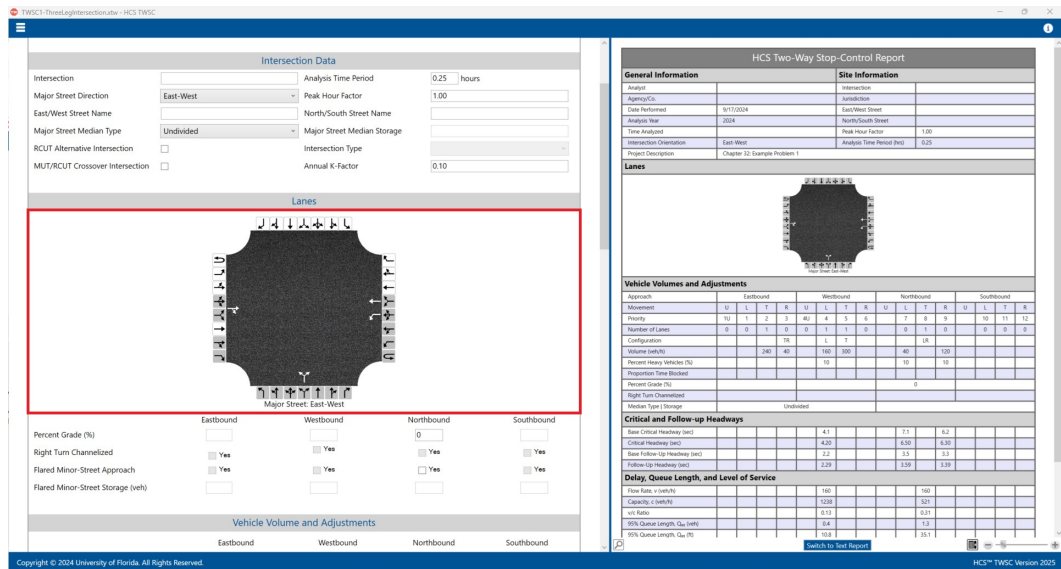 TWSC1-ThreeLegIntersection.xtw - HCS TWSC
Intersection Data
Intersection Analysis Time Period 0.25 hours
Major Street Direction East-West Peak Hour Factor 1.00
East/West Street Name North/South Street Name
Major Street Median Type Undivided Major Street Median Storage
RCUT Alternative Intersection Intersection Type
MUT/RCUT Crossover Intersection Annual K-Factor 0.10
Lanes
Major Street: East-West
Eastbound Westbound Northbound Southbound
Percent Grade (%) 0
Right Turn Channelized Yes Yes Yes Yes
Flared Minor-Street Approach Yes Yes Yes Yes
Flared Minor-Street Storage (veh)
Vehicle Volume and Adjustments
Eastbound Westbound Northbound Southbound
HCS Two-Way Stop-Control Report
General Information Site Information
Analyst Intersection
Agency/Co. Jurisdiction
Date Performed 9/17/2024 East/West Street
Analysis Year 2024 North/South Street
Time Analyzed Peak Hour Factor 1.00
Intersection Orientation East-West Analysis Time Period (hrs) 0.25
Project Description Chapter 32: Example Problem 1
Lanes
Major Street: East-West
Vehicle Volumes and Adjustments
Approach Eastbound Westbound Northbound Southbound
Movement U L T R U L T R U L T R U L T R
Priority 1U 1 2 3 4U 4 5 6 7 8 9 10 11 12
Number of Lanes 0 0 1 0 0 1 1 0 0 1 0 0 0 0
Configuration TR L T LR
Volume (veh/h) 240 40 160 300 40 120
Percent Heavy Vehicles (%) 10 10 10
Proportion Time Blocked
Percent Grade (%) 0
Right Turn Channelized
Median Type | Storage Undivided
Critical and Follow-up Headways
Base Critical Headway (sec) 4.1 7.1 6.2
Critical Headway (sec) 4.20 6.50 6.30
Base Follow-Up Headway (sec) 2.2 3.5 3.3
Follow-Up Headway (sec) 2.29 3.59 3.39
Delay, Queue Length, and Level of Service
Flow Rate, v (veh/h) 160 160
Capacity, c (veh/h) 1238 521
v/c Ratio 0.13 0.31
95% Queue Length, Q₉₅ (veh) 0.4 1.3
95% Queue Length, Q₉₅ (ft) 10.8 35.1
Switch to Text Report
Copyright © 2024 University of Florida. All Rights Reserved. HCS™ TWSC Version 2025